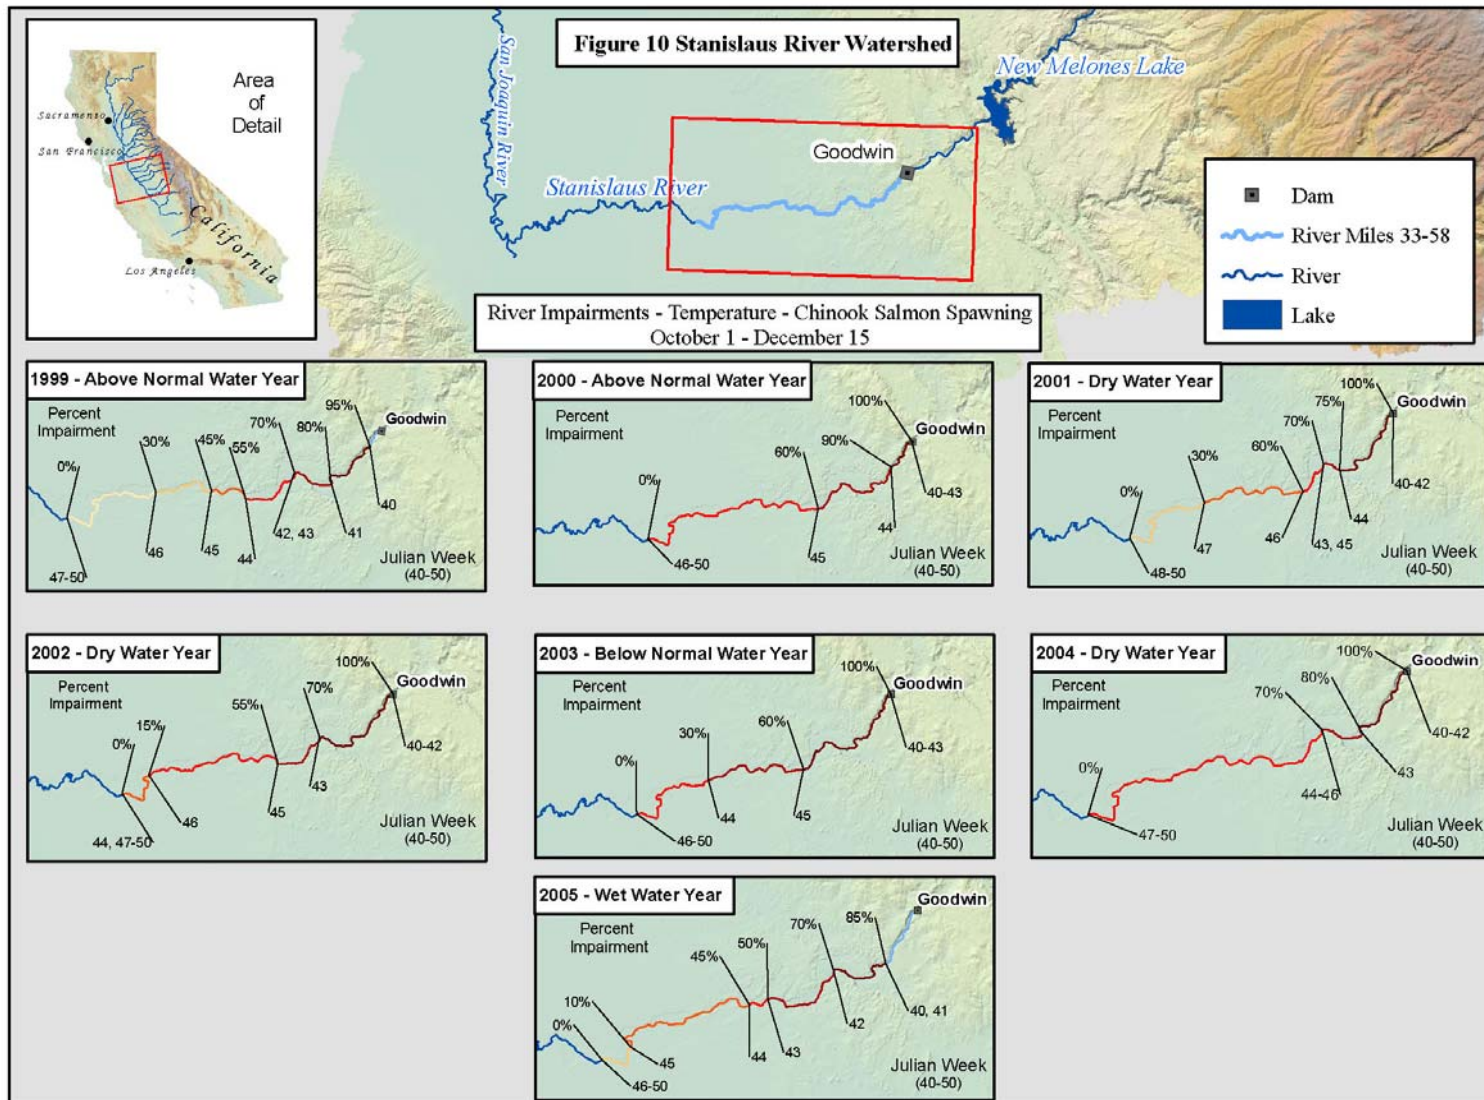 Figure 10 Stanislaus River Watershed
Area
of
Detail
Sacramento
San Francisco
California
Los Angeles
San Joaquin River
New Melones Lake
Goodwin
Stanislaus River
Dam
River Miles 33-58
River
Lake
River Impairments - Temperature - Chinook Salmon Spawning
October 1 - December 15
1999 - Above Normal Water Year
Percent
Impairment
0%
30%
45%
55%
70%
80%
95%
Goodwin
47-50
46
45
44
42, 43
41
40
Julian Week
(40-50)
2000 - Above Normal Water Year
Percent
Impairment
0%
60%
90%
100%
Goodwin
46-50
45
44
40-43
Julian Week
(40-50)
2001 - Dry Water Year
Percent
Impairment
0%
30%
60%
70%
75%
100%
Goodwin
48-50
47
46
43, 45
44
40-42
Julian Week
(40-50)
2002 - Dry Water Year
Percent
Impairment
0%
15%
55%
70%
100%
Goodwin
44, 47-50
46
45
43
40-42
Julian Week
(40-50)
2003 - Below Normal Water Year
Percent
Impairment
0%
30%
60%
100%
Goodwin
46-50
44
45
40-43
Julian Week
(40-50)
2004 - Dry Water Year
Percent
Impairment
0%
70%
80%
100%
Goodwin
47-50
44-46
43
40-42
Julian Week
(40-50)
2005 - Wet Water Year
Percent
Impairment
0%
10%
45%
50%
70%
85%
Goodwin
46-50
45
44
43
42
40, 41
Julian Week
(40-50)